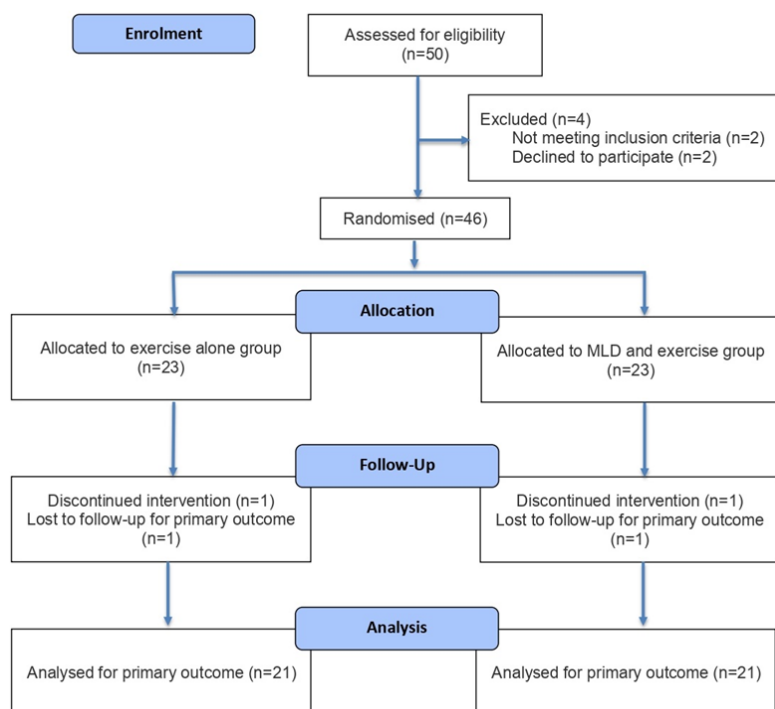 Enrolment
Assessed for eligibility
(n=50)
Excluded (n=4)
Not meeting inclusion criteria (n=2)
Declined to participate (n=2)
Randomised (n=46)
Allocation
Allocated to exercise alone group
(n=23)
Allocated to MLD and exercise group
(n=23)
Follow-Up
Discontinued intervention (n=1)
Lost to follow-up for primary outcome
(n=1)
Discontinued intervention (n=1)
Lost to follow-up for primary outcome
(n=1)
Analysis
Analysed for primary outcome (n=21)
Analysed for primary outcome (n=21)